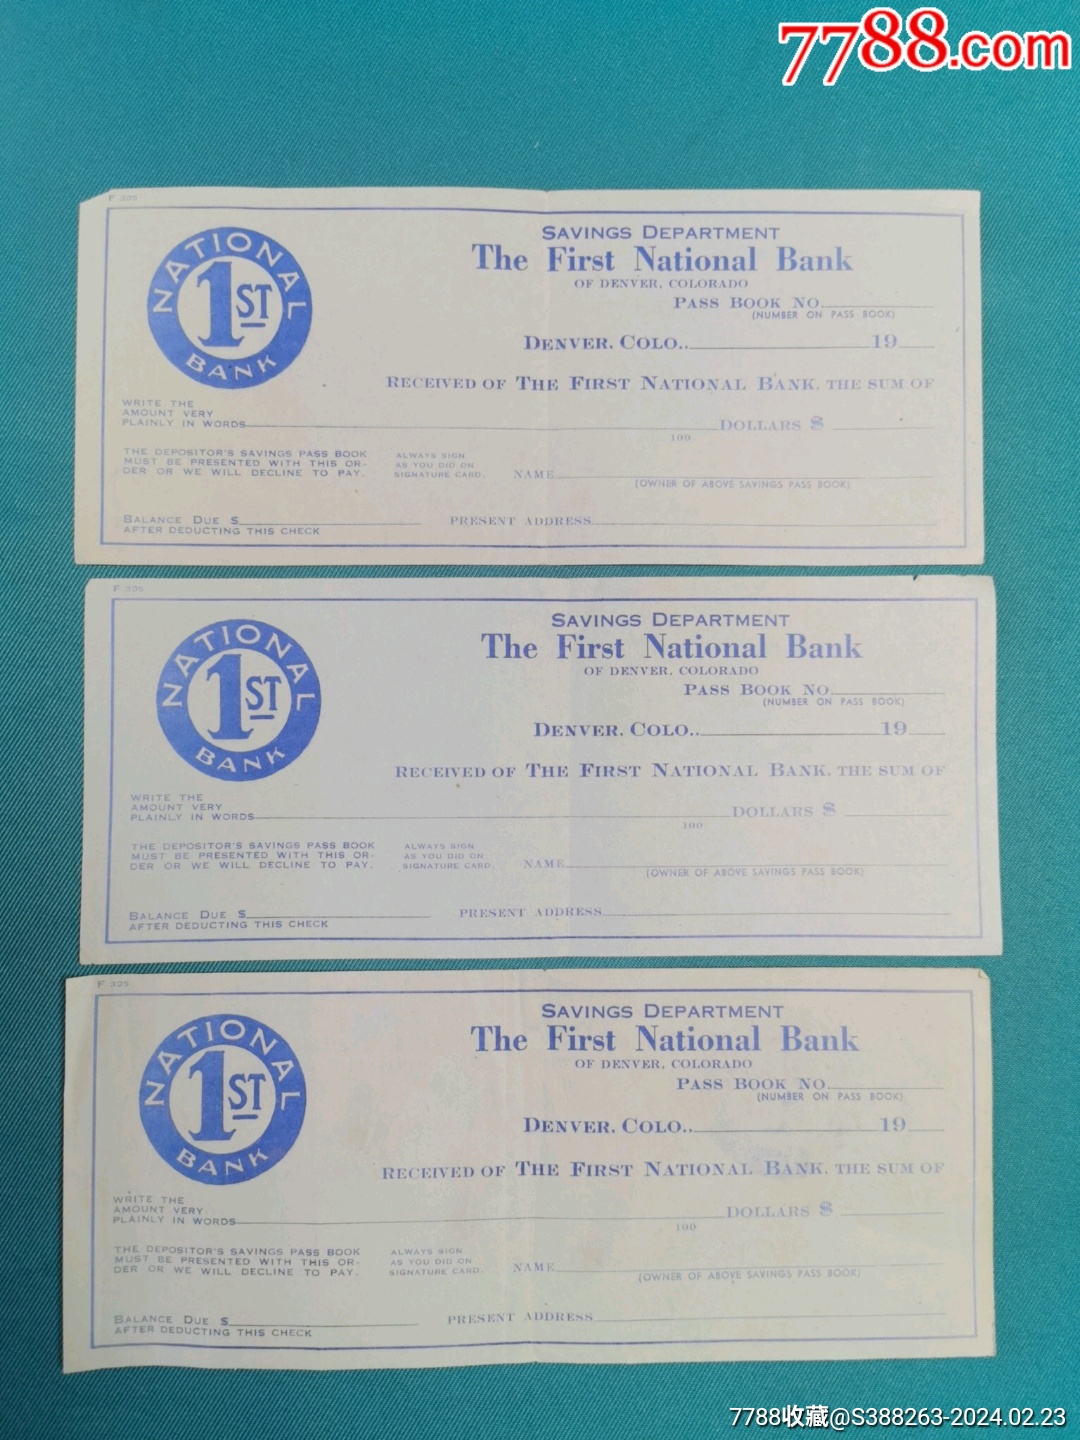 7788.com
F 305
NATIONAL
1ST
BANK
SAVINGS DEPARTMENT
The First National Bank
OF DENVER, COLORADO
PASS BOOK NO.
(NUMBER ON PASS BOOK)
DENVER, COLO.. 19
RECEIVED OF THE FIRST NATIONAL BANK, THE SUM OF
WRITE THE
AMOUNT VERY
PLAINLY IN WORDS DOLLARS $
100
THE DEPOSITOR'S SAVINGS PASS BOOK
MUST BE PRESENTED WITH THIS OR-
DER OR WE WILL DECLINE TO PAY.
ALWAYS SIGN
AS YOU DID ON
SIGNATURE CARD.
NAME
(OWNER OF ABOVE SAVINGS PASS BOOK)
BALANCE DUE $
AFTER DEDUCTING THIS CHECK
PRESENT ADDRESS
F 305
NATIONAL
1ST
BANK
SAVINGS DEPARTMENT
The First National Bank
OF DENVER, COLORADO
PASS BOOK NO.
(NUMBER ON PASS BOOK)
DENVER, COLO.. 19
RECEIVED OF THE FIRST NATIONAL BANK, THE SUM OF
WRITE THE
AMOUNT VERY
PLAINLY IN WORDS DOLLARS $
100
THE DEPOSITOR'S SAVINGS PASS BOOK
MUST BE PRESENTED WITH THIS OR-
DER OR WE WILL DECLINE TO PAY.
ALWAYS SIGN
AS YOU DID ON
SIGNATURE CARD.
NAME
(OWNER OF ABOVE SAVINGS PASS BOOK)
BALANCE DUE $
AFTER DEDUCTING THIS CHECK
PRESENT ADDRESS
F 305
NATIONAL
1ST
BANK
SAVINGS DEPARTMENT
The First National Bank
OF DENVER, COLORADO
PASS BOOK NO.
(NUMBER ON PASS BOOK)
DENVER, COLO.. 19
RECEIVED OF THE FIRST NATIONAL BANK, THE SUM OF
WRITE THE
AMOUNT VERY
PLAINLY IN WORDS DOLLARS $
100
THE DEPOSITOR'S SAVINGS PASS BOOK
MUST BE PRESENTED WITH THIS OR-
DER OR WE WILL DECLINE TO PAY.
ALWAYS SIGN
AS YOU DID ON
SIGNATURE CARD.
NAME
(OWNER OF ABOVE SAVINGS PASS BOOK)
BALANCE DUE $
AFTER DEDUCTING THIS CHECK
PRESENT ADDRESS
7788收藏@S388263-2024.02.23